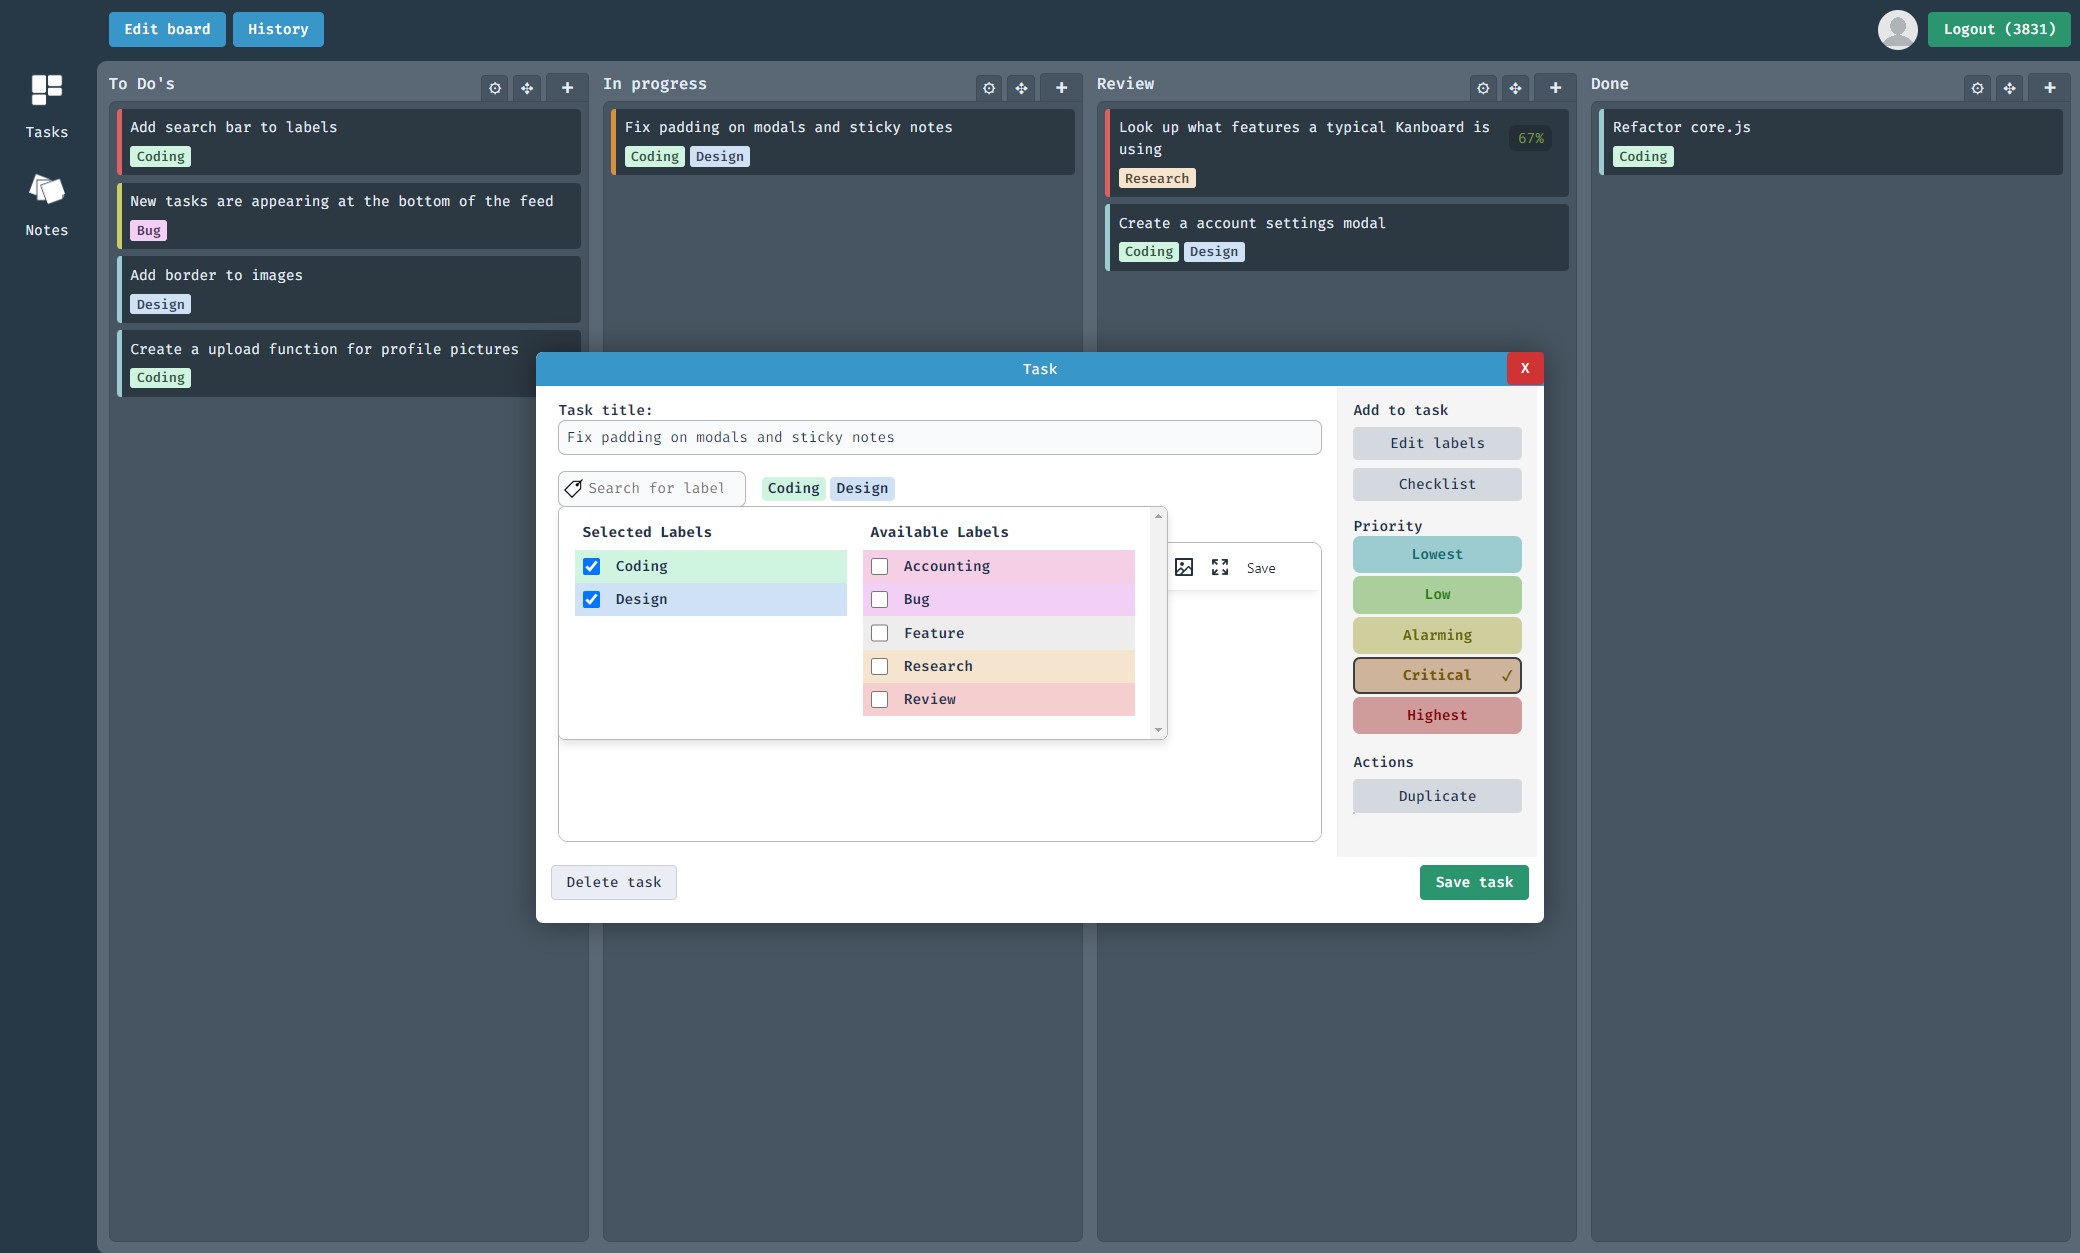 Edit board
History
Logout (3831)
Tasks
Notes
To Do's
Add search bar to labels
Coding
New tasks are appearing at the bottom of the feed
Bug
Add border to images
Design
Create a upload function for profile pictures
Coding
In progress
Fix padding on modals and sticky notes
Coding Design
Review
Look up what features a typical Kanboard is
using
67%
Research
Create a account settings modal
Coding Design
Done
Refactor core.js
Coding
Task
X
Task title:
Fix padding on modals and sticky notes
Search for label
Coding Design
Selected Labels
Coding
Design
Available Labels
Accounting
Bug
Feature
Research
Review
Save
Add to task
Edit labels
Checklist
Priority
Lowest
Low
Alarming
Critical ✓
Highest
Actions
Duplicate
Delete task
Save task